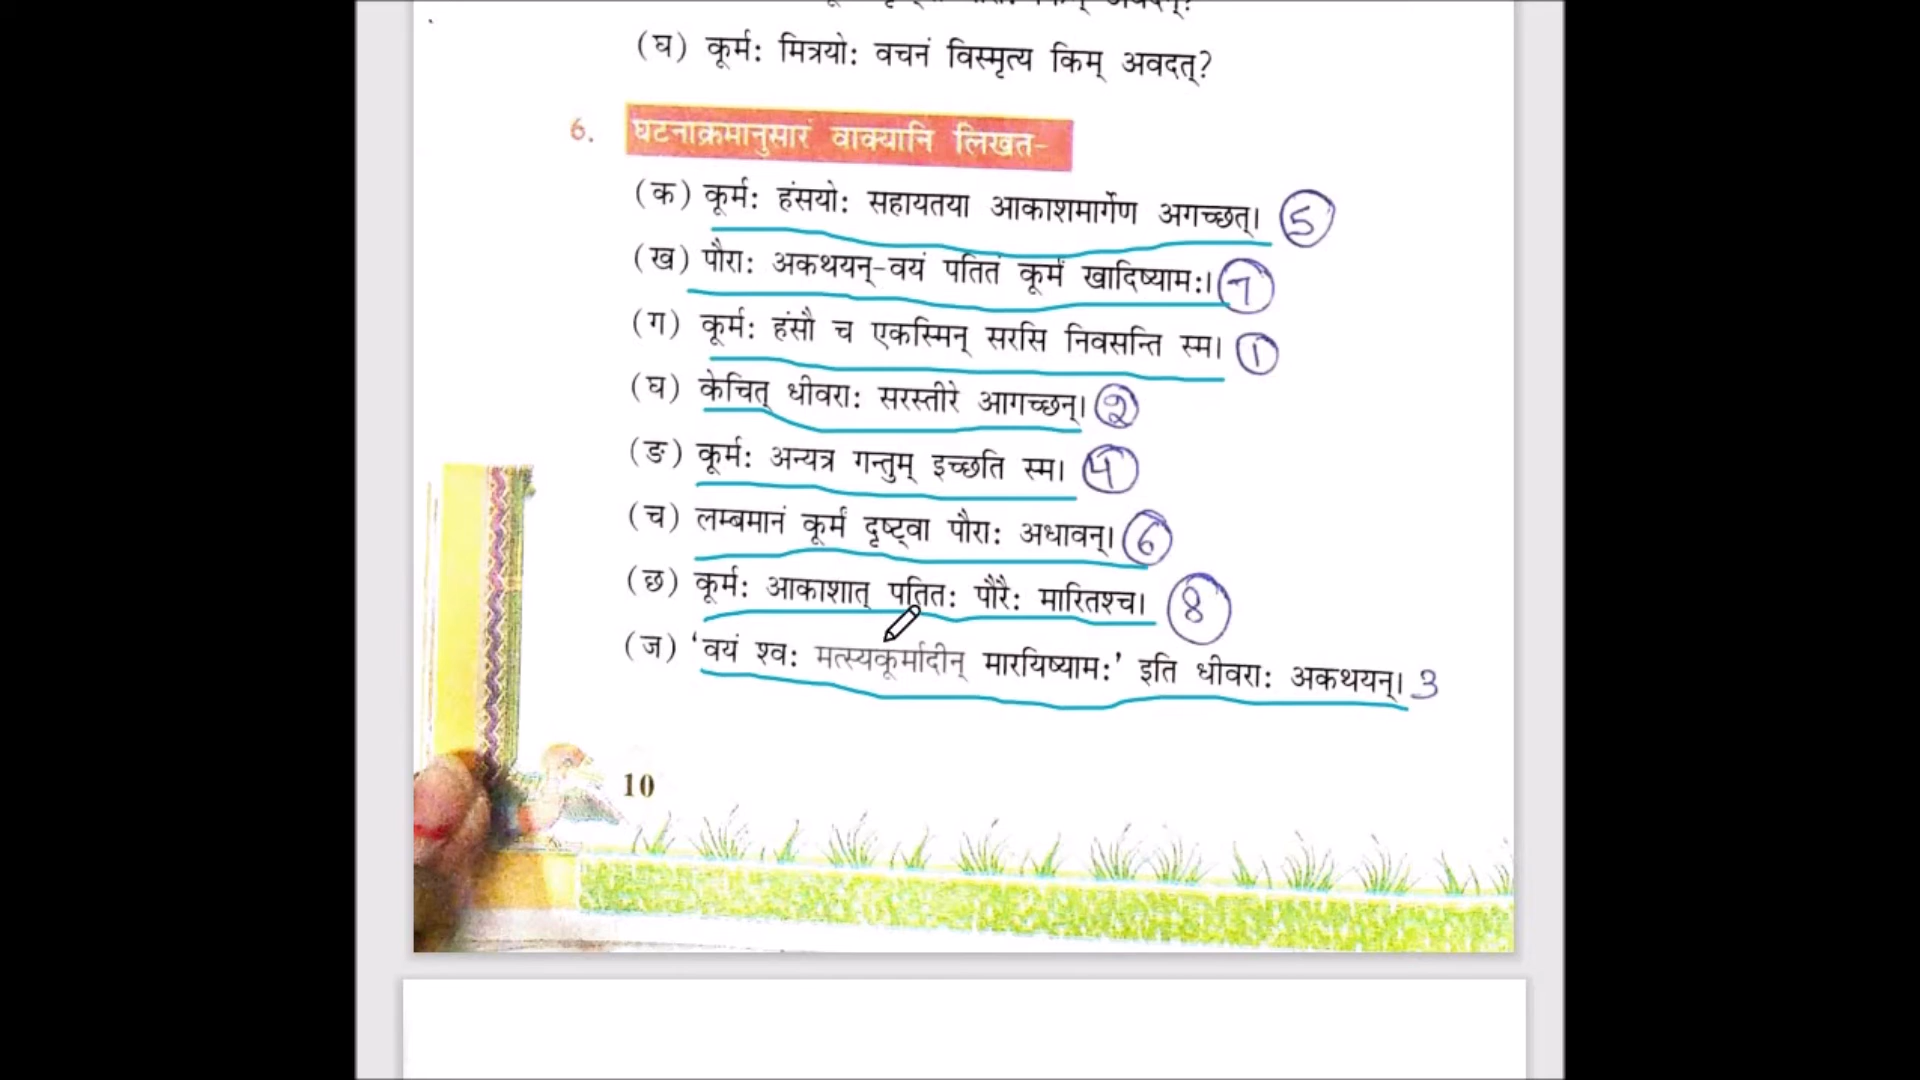 (घ) कूर्मः मित्रयोः वचनं विस्मृत्य किम् अवदत्?
6. घटनाक्रमानुसारं वाक्यानि लिखत-
(क) कूर्मः हंसयोः सहायतया आकाशमार्गेण अगच्छत्। 5
(ख) पौराः अकथयन्-वयं पतितं कूर्मं खादिष्यामः। 7
(ग) कूर्मः हंसौ च एकस्मिन् सरसि निवसन्ति स्म। 1
(घ) केचित् धीवराः सरस्तीरे आगच्छन्। 2
(ङ) कूर्मः अन्यत्र गन्तुम् इच्छति स्म। 4
(च) लम्बमानं कूर्मं दृष्ट्वा पौराः अधावन्। 6
(छ) कूर्मः आकाशात् पतितः पौरैः मारितश्च। 8
(ज) ‘वयं श्वः मत्स्यकूर्मादीन् मारयिष्यामः’ इति धीवराः अकथयन्। 3
10